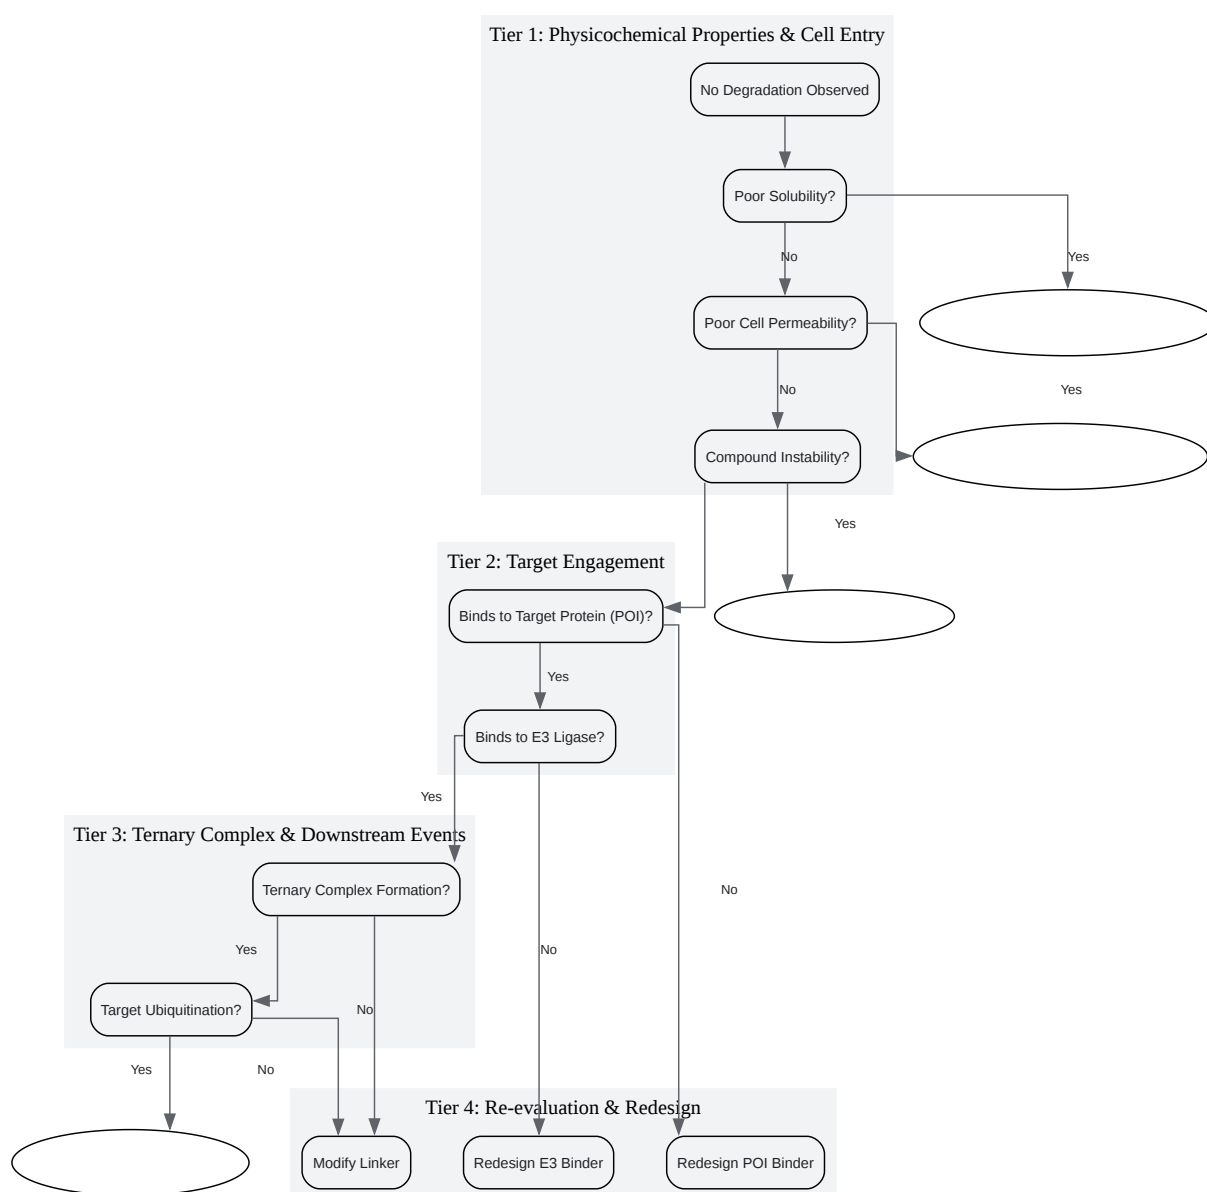 Tier 1: Physicochemical Properties & Cell Entry
No Degradation Observed
Poor Solubility?
No
Yes
Poor Cell Permeability?
No
Yes
Compound Instability?
Yes
Tier 2: Target Engagement
Binds to Target Protein (POI)?
Yes
Binds to E3 Ligase?
Yes
Tier 3: Ternary Complex & Downstream Events
Ternary Complex Formation?
No
Yes
No
Target Ubiquitination?
No
Yes
No
Tier 4: Re-evaluation & Redesign
Modify Linker
Redesign E3 Binder
Redesign POI Binder